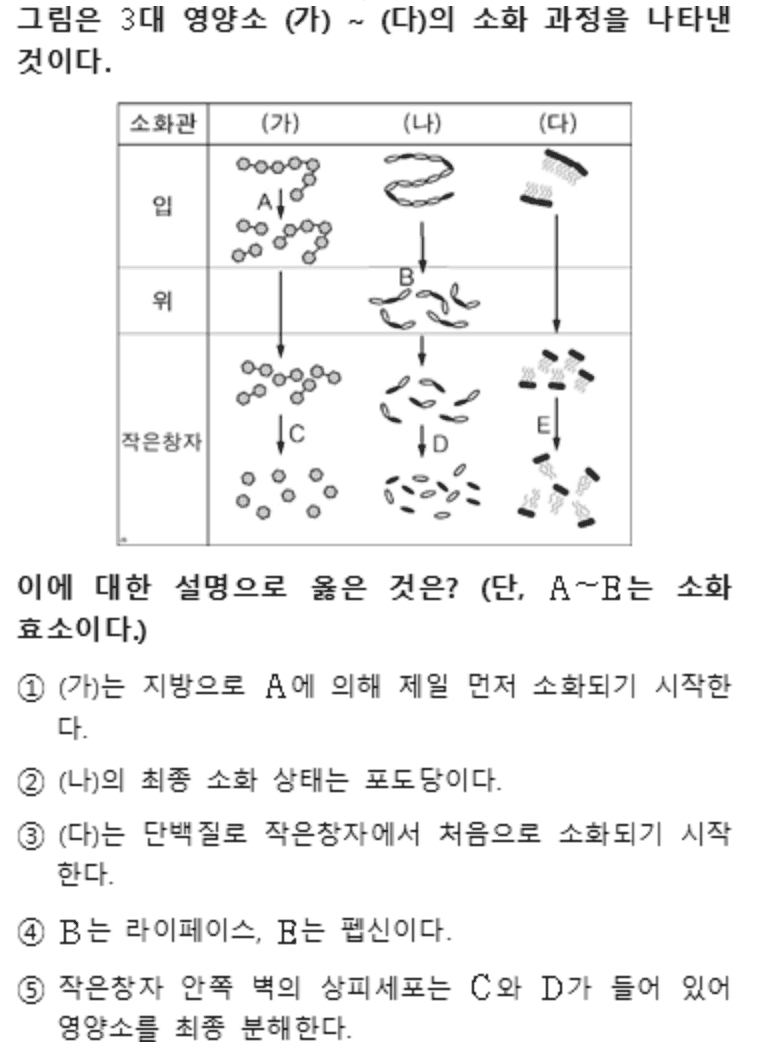 그림은 3대 영양소 (가) ~ (다)의 소화 과정을 나타낸
것이다.
소화관 (가) (나) (다)
입
A
B
위
작은창자
C
D
E
이에 대한 설명으로 옳은 것은? (단, A~E는 소화
효소이다.)
① (가)는 지방으로 A에 의해 제일 먼저 소화되기 시작한
다.
② (나)의 최종 소화 상태는 포도당이다.
③ (다)는 단백질로 작은창자에서 처음으로 소화되기 시작
한다.
④ B는 라이페이스, E는 펩신이다.
⑤ 작은창자 안쪽 벽의 상피세포는 C와 D가 들어 있어
영양소를 최종 분해한다.